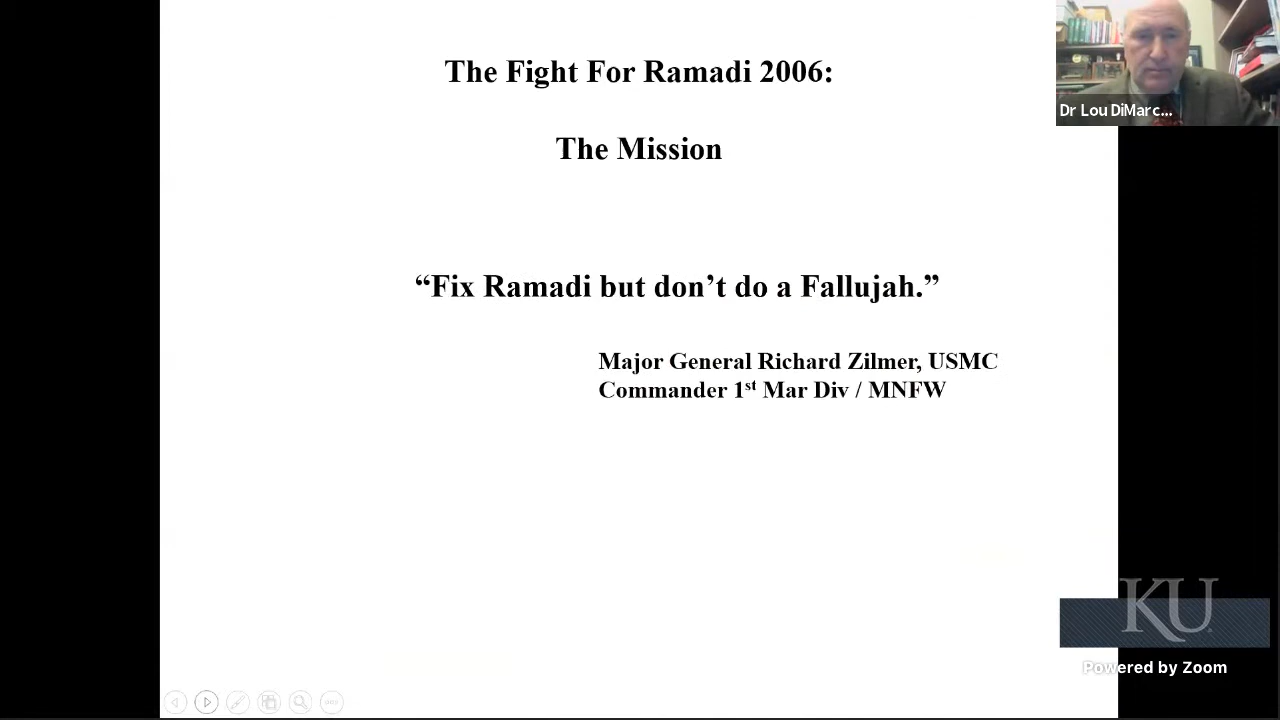 The Fight For Ramadi 2006:
The Mission
“Fix Ramadi but don’t do a Fallujah.”
Major General Richard Zilmer, USMC
Commander 1st Mar Div / MNFW
Dr Lou DiMarc...
KU
Powered by Zoom